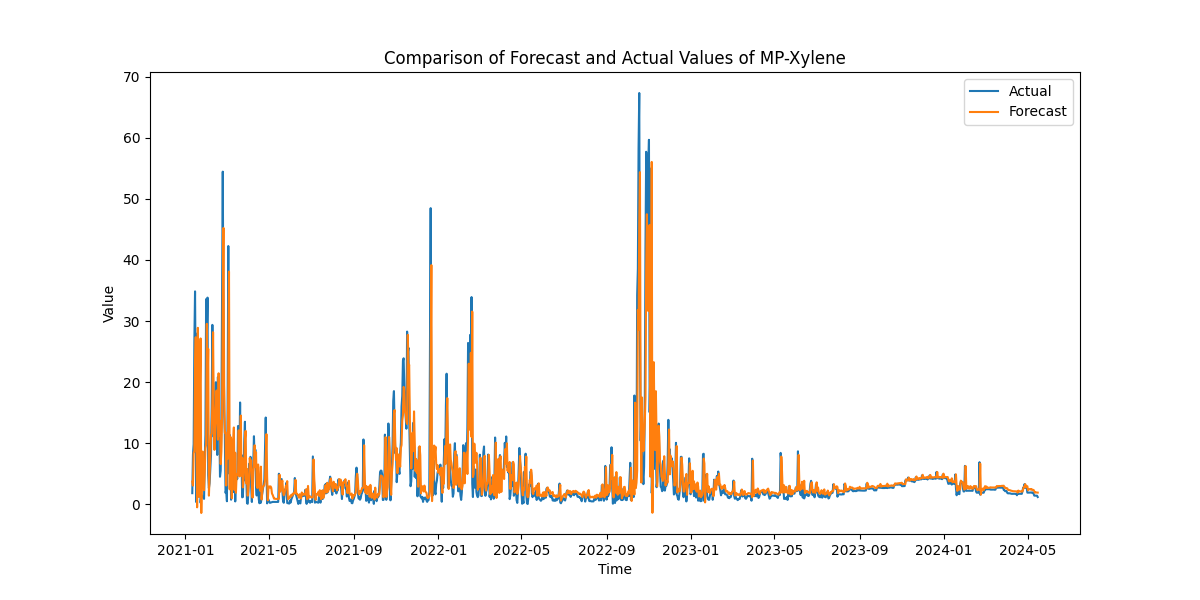 Comparison of Forecast and Actual Values of MP-Xylene
70
60
50
40
30
20
10
0
Value
Actual
Forecast
2021-01 2021-05 2021-09 2022-01 2022-05 2022-09 2023-01 2023-05 2023-09 2024-01 2024-05
Time